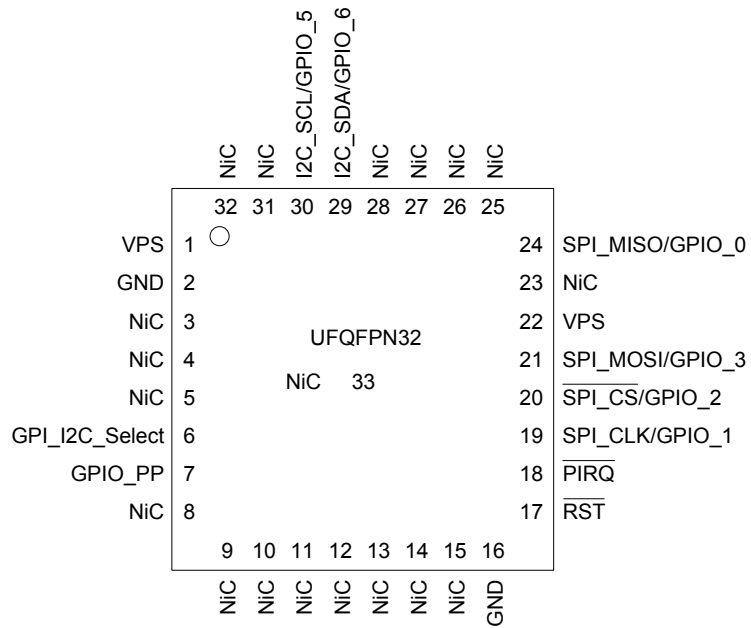 NiC
NiC
I2C_SCL/GPIO_5
I2C_SDA/GPIO_6
NiC
NiC
NiC
NiC
32 31 30 29 28 27 26 25
VPS 1
GND 2
NiC 3
NiC 4
NiC 5
GPI_I2C_Select 6
GPIO_PP 7
NiC 8
UFQFPN32
NiC 33
24 SPI_MISO/GPIO_0
23 NiC
22 VPS
21 SPI_MOSI/GPIO_3
20 SPI_CS/GPIO_2
19 SPI_CLK/GPIO_1
18 PIRQ
17 RST
9 10 11 12 13 14 15 16
NiC
NiC
NiC
NiC
NiC
NiC
NiC
GND